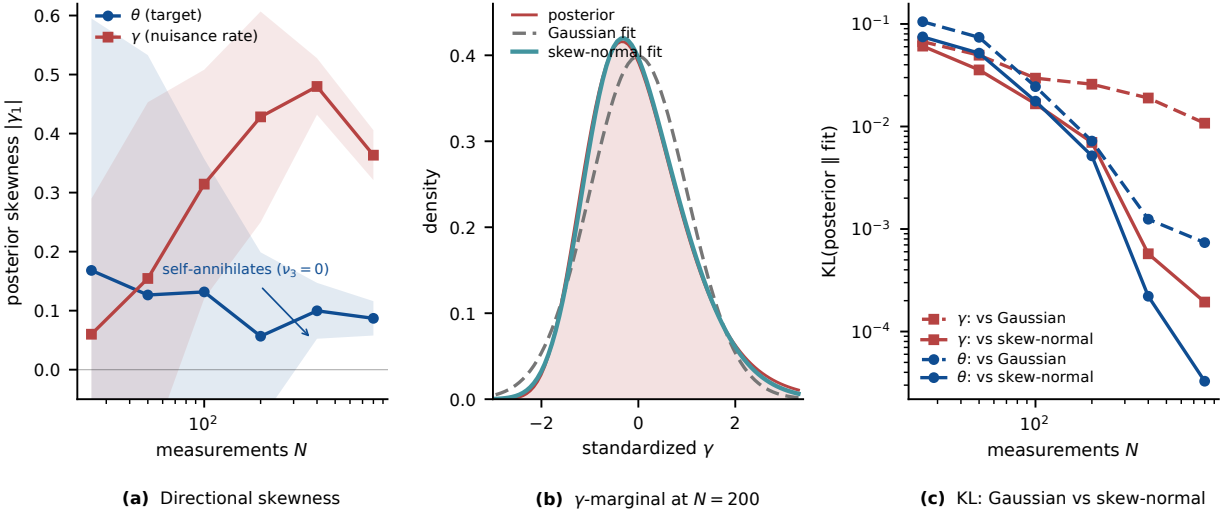 θ (target)
γ (nuisance rate)
self-annihilates (ν₃ = 0)
posterior skewness |γ₁|
0.6
0.5
0.4
0.3
0.2
0.1
0.0
10²
measurements N
(a) Directional skewness
posterior
Gaussian fit
skew-normal fit
density
0.4
0.3
0.2
0.1
0.0
−2
0
2
standardized γ
(b) γ-marginal at N = 200
KL(posterior ∥ fit)
10⁻¹
10⁻²
10⁻³
10⁻⁴
γ: vs Gaussian
γ: vs skew-normal
θ: vs Gaussian
θ: vs skew-normal
10²
measurements N
(c) KL: Gaussian vs skew-normal